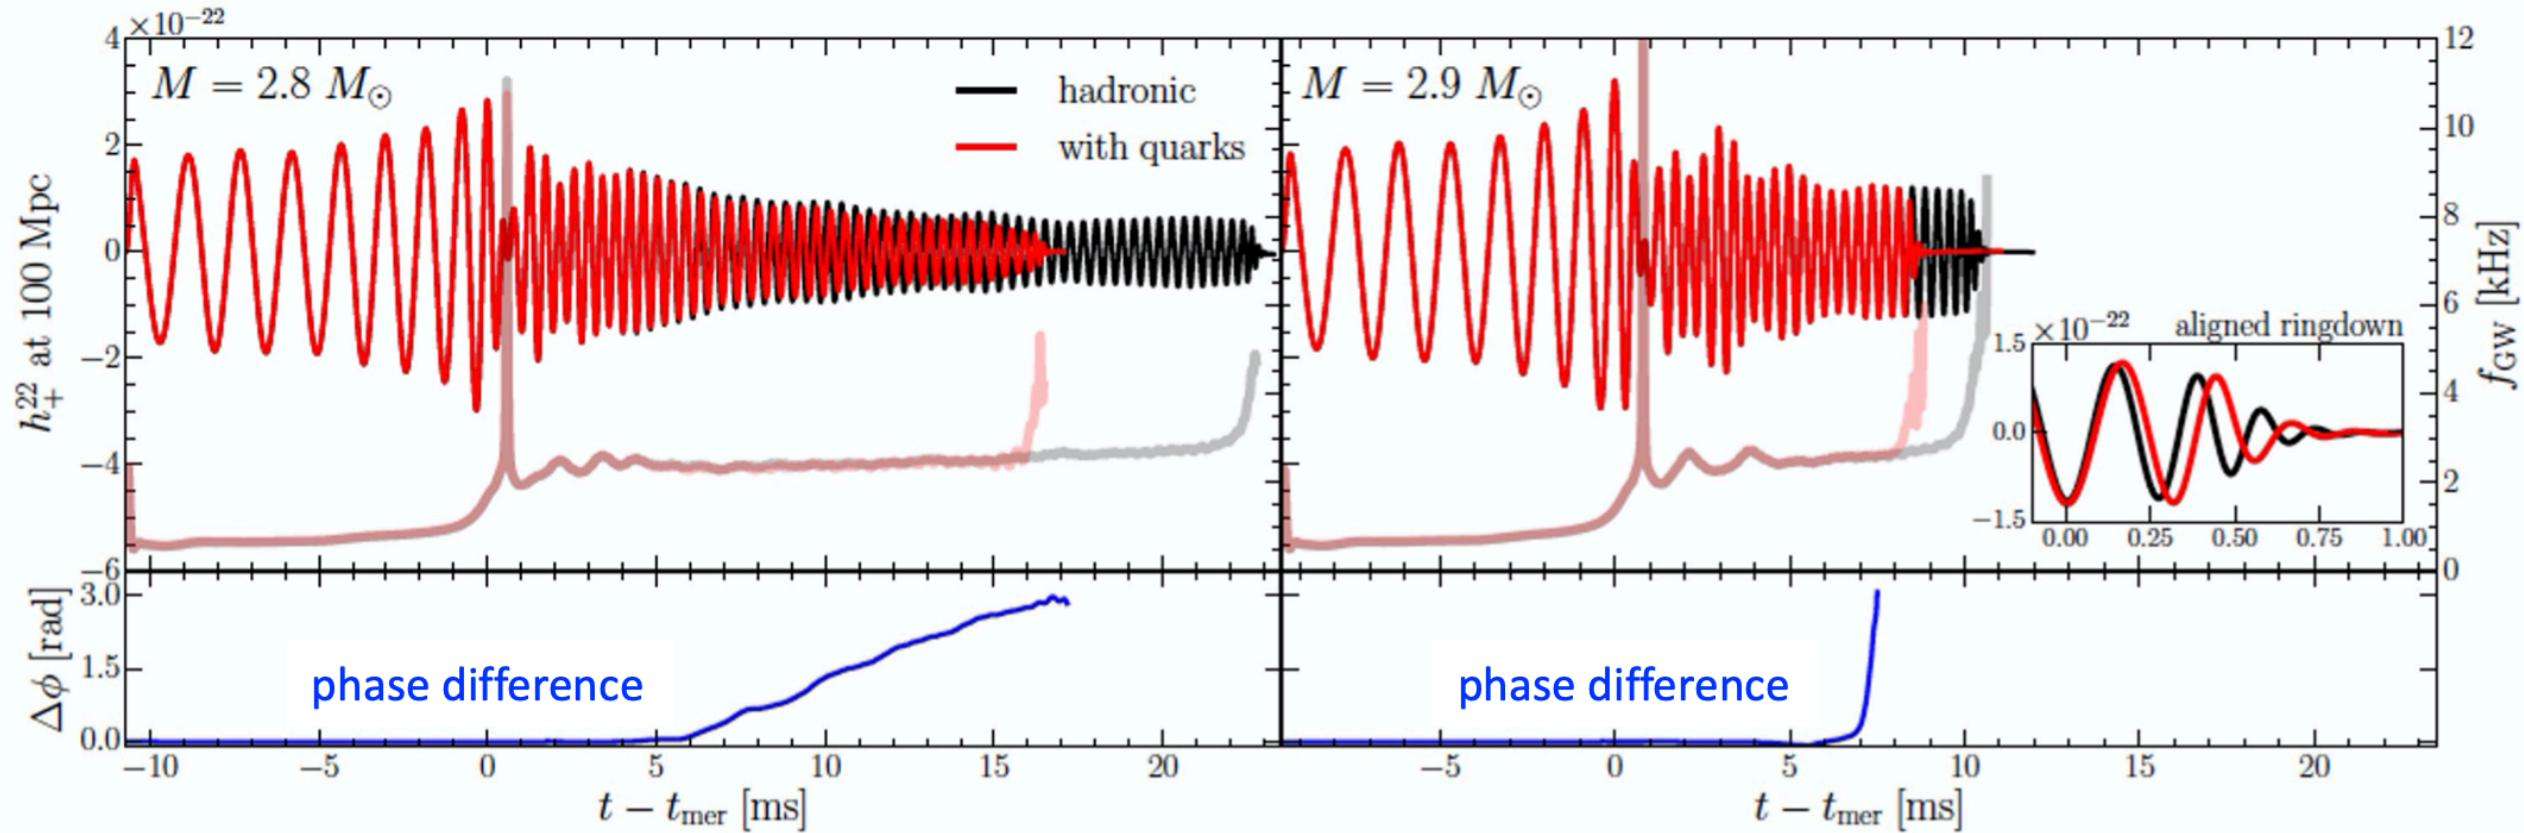 ×10⁻²²
M = 2.8 M⊙
hadronic
with quarks
4
2
0
−2
−4
−6
h₊²² at 100 Mpc
M = 2.9 M⊙
12
10
8
6
4
2
0
f_GW [kHz]
×10⁻²² aligned ringdown
1.5
0.0
−1.5
0.00 0.25 0.50 0.75 1.00
3.0
1.5
0.0
Δϕ [rad]
phase difference
phase difference
−10 −5 0 5 10 15 20
−5 0 5 10 15 20
t − t_mer [ms]
t − t_mer [ms]